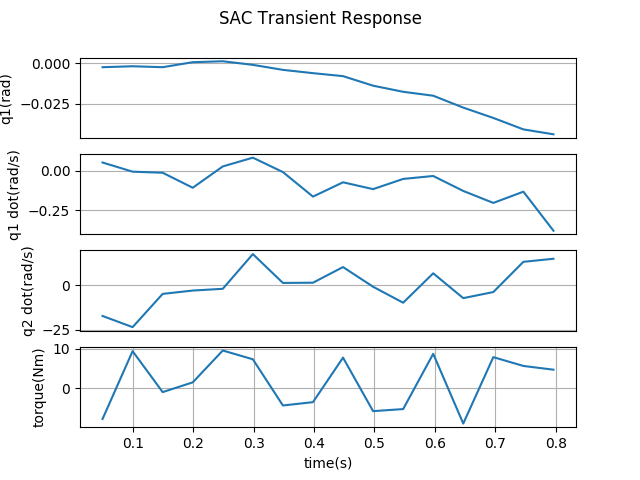 SAC Transient Response
0.000
−0.025
q1(rad)
0.00
−0.25
q1 dot(rad/s)
0
−25
q2 dot(rad/s)
10
0
torque(Nm)
0.1 0.2 0.3 0.4 0.5 0.6 0.7 0.8
time(s)